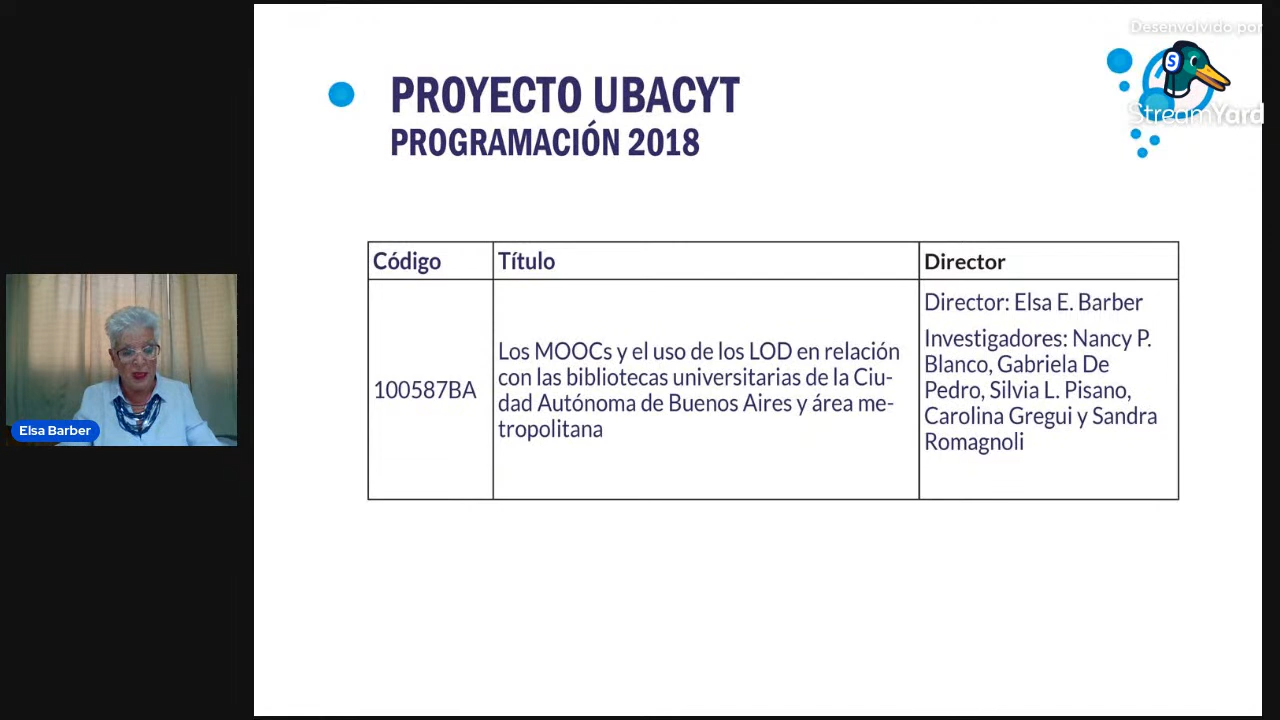 Desenvolvido por
StreamYard
PROYECTO UBACYT
PROGRAMACIÓN 2018
Código
Título
Director
100587BA
Los MOOCs y el uso de los LOD en relación
con las bibliotecas universitarias de la Ciu-
dad Autónoma de Buenos Aires y área me-
tropolitana
Director: Elsa E. Barber
Investigadores: Nancy P.
Blanco, Gabriela De
Pedro, Silvia L. Pisano,
Carolina Gregui y Sandra
Romagnoli
Elsa Barber